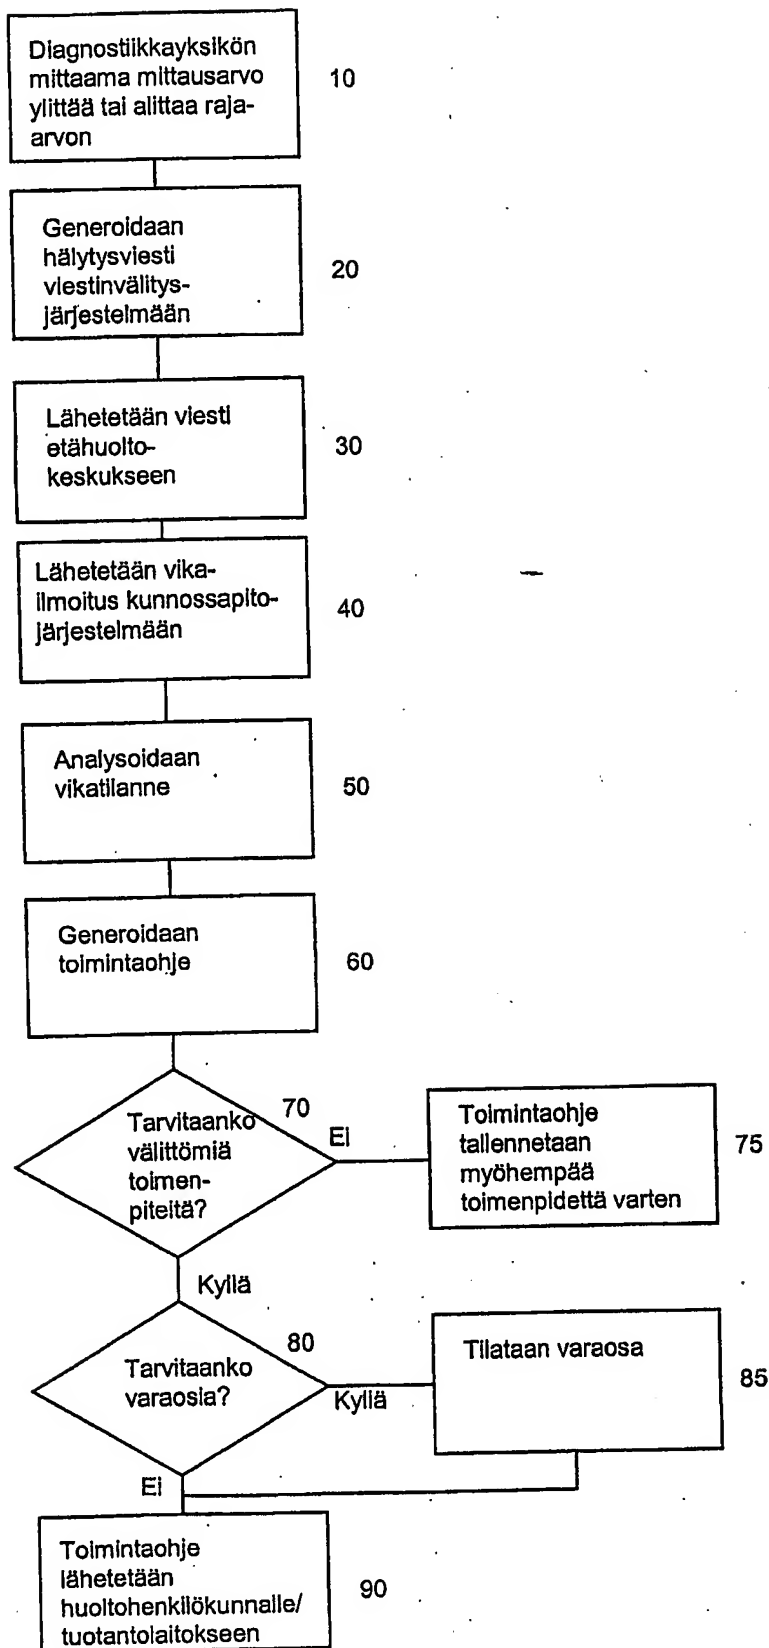 Diagnostiikkayksikön
mittaama mittausarvo
ylittää tai alittaa raja-
arvon
10
Generoidaan
hälytysviesti
viestinvälitys-
järjestelmään
20
Lähetetään viesti
etähuolto-
keskukseen
30
Lähetetään vika-
ilmoitus kunnossapito-
järjestelmään
40
Analysoidaan
vikatilanne
50
Generoidaan
toimintaohje
60
Tarvitaanko
välittömiä
toimen-
piteitä?
70
Ei
Toimintaohje
tallennetaan
myöhempää
toimenpidettä varten
75
Kyllä
Tarvitaanko
varaosia?
80
Kyllä
Tilataan varaosa
85
Ei
Toimintaohje
lähetetään
huoltohenkilökunnalle/
tuotantolaitokseen
90